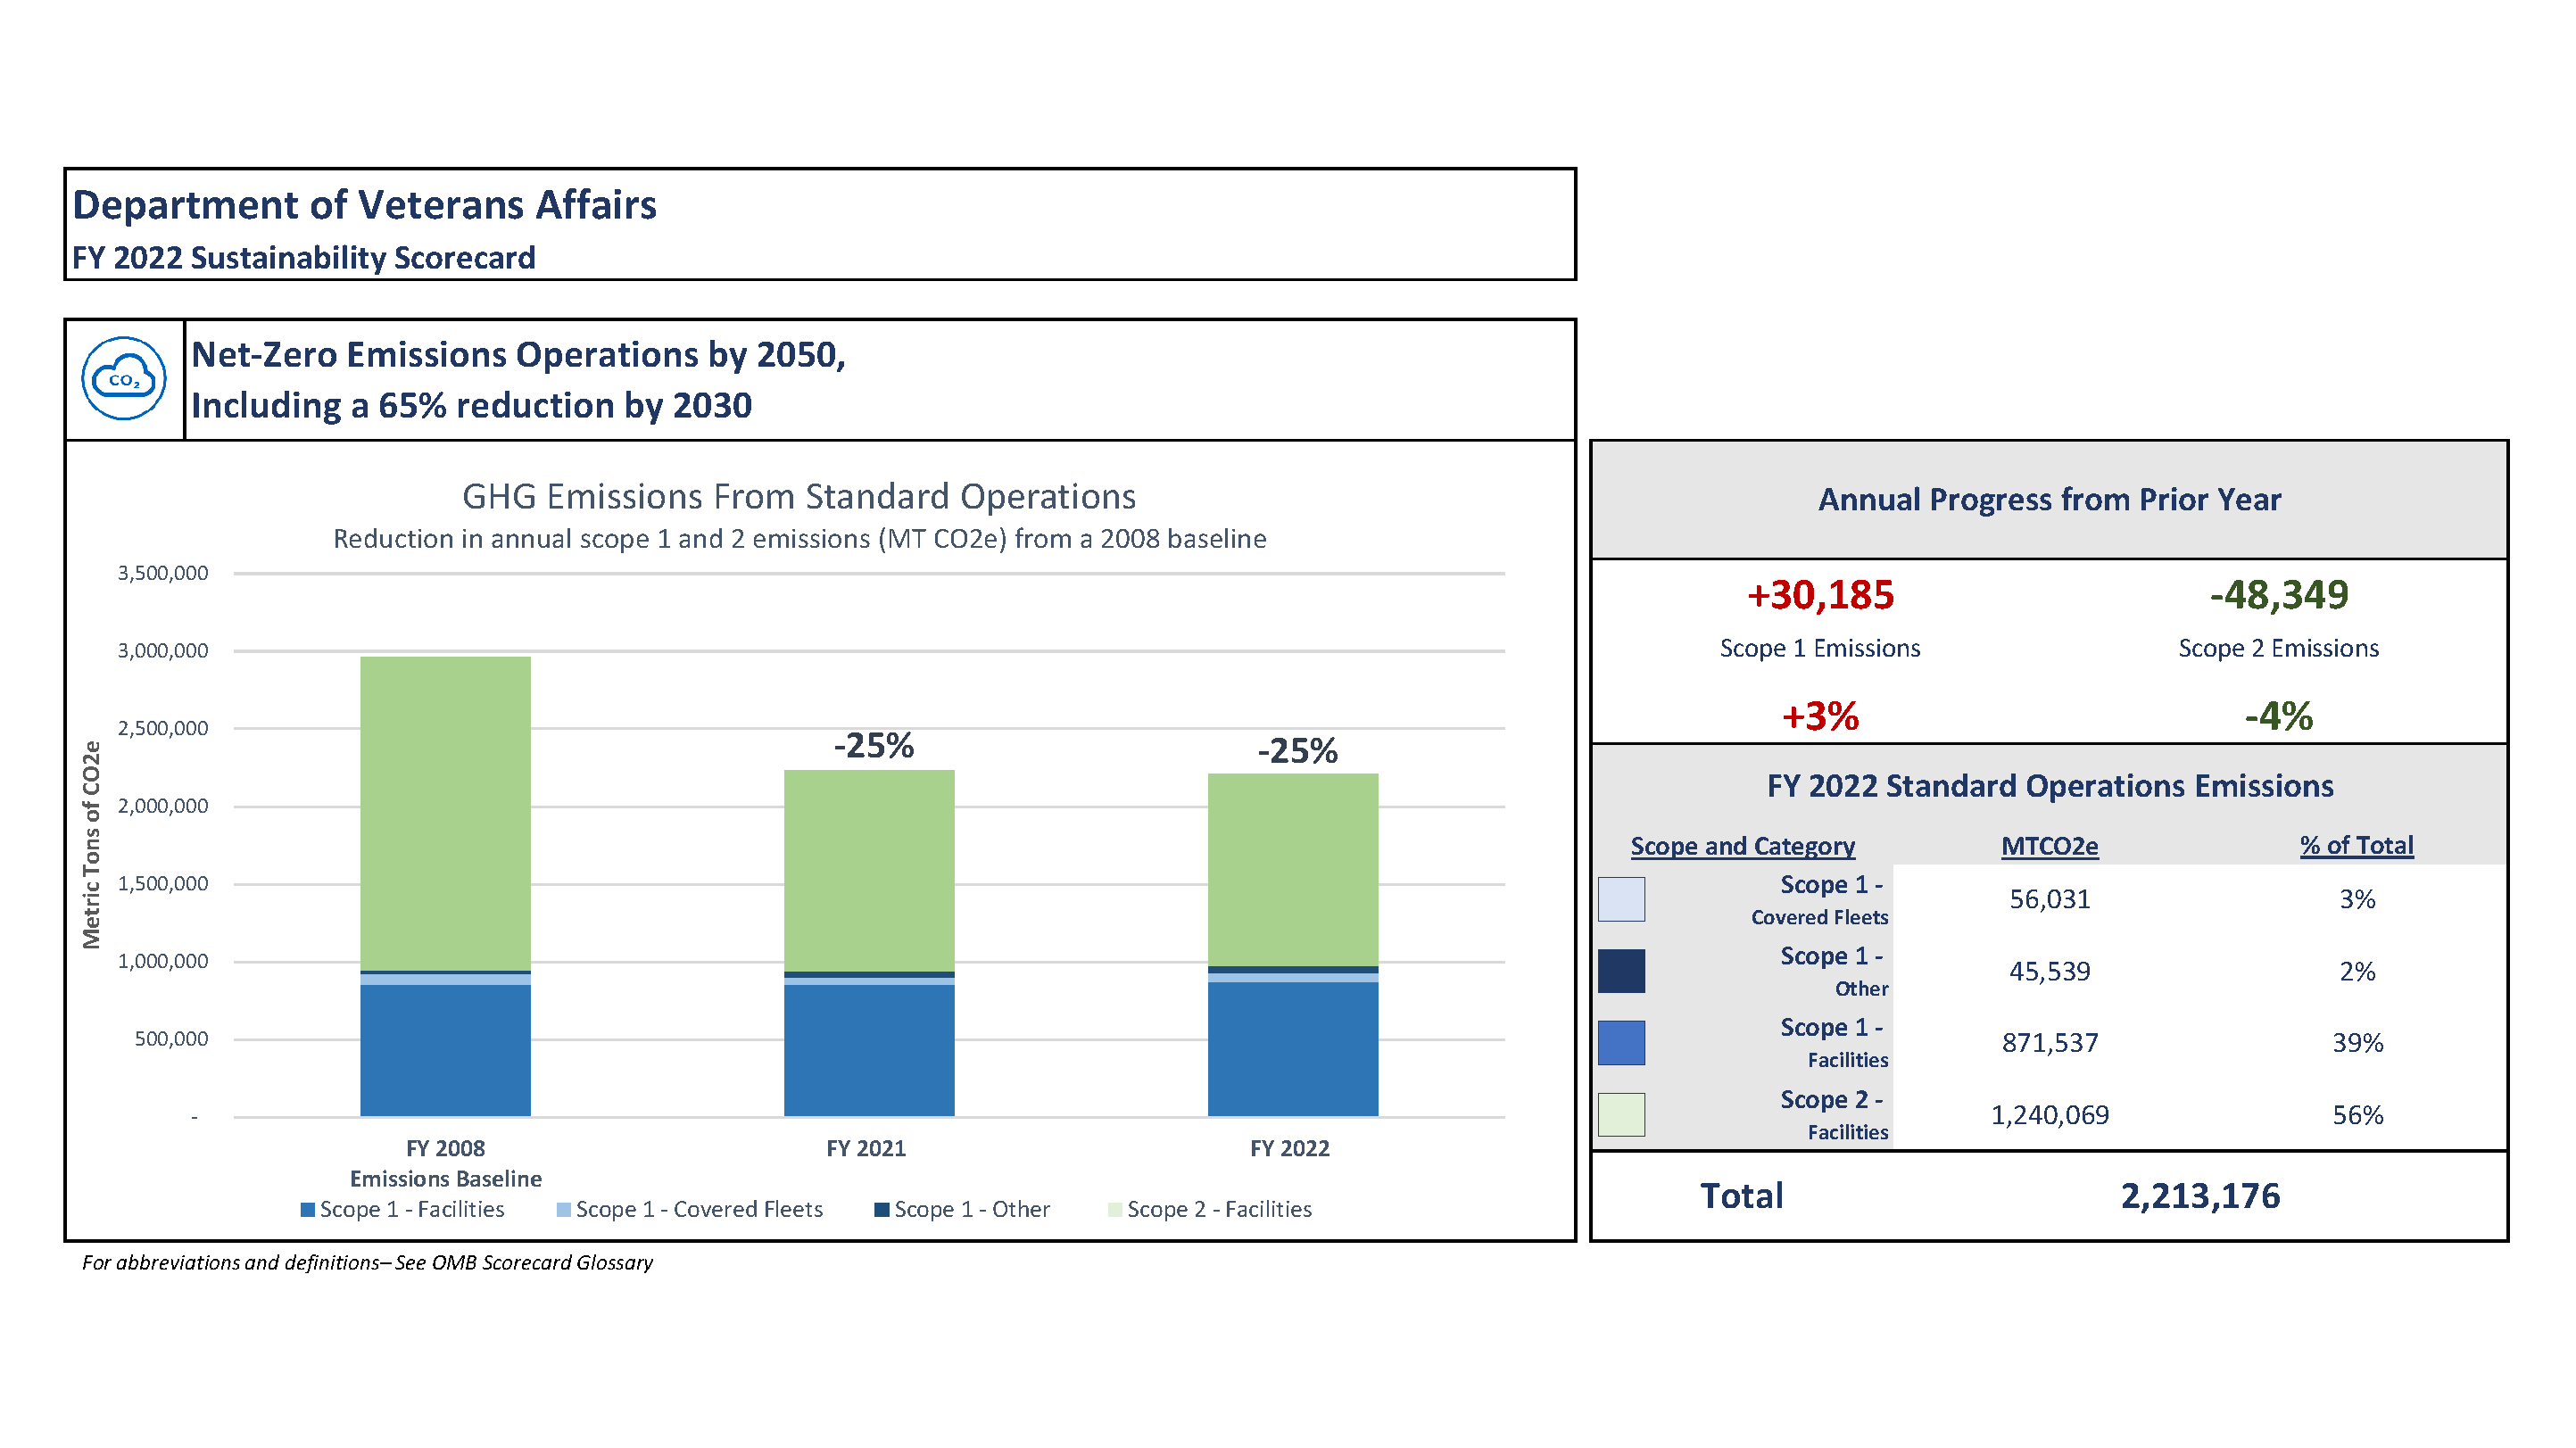 Department of Veterans Affairs
FY 2022 Sustainability Scorecard
CO₂
Net-Zero Emissions Operations by 2050,
Including a 65% reduction by 2030
GHG Emissions From Standard Operations
Reduction in annual scope 1 and 2 emissions (MT CO2e) from a 2008 baseline
Metric Tons of CO2e
3,500,000
3,000,000
2,500,000
2,000,000
1,500,000
1,000,000
500,000
-
-25%
-25%
FY 2008
Emissions Baseline
FY 2021
FY 2022
Scope 1 - Facilities
Scope 1 - Covered Fleets
Scope 1 - Other
Scope 2 - Facilities
Annual Progress from Prior Year
+30,185
-48,349
Scope 1 Emissions
Scope 2 Emissions
+3%
-4%
FY 2022 Standard Operations Emissions
Scope and Category MTCO2e % of Total
Scope 1 -
Covered Fleets
56,031 3%
Scope 1 -
Other
45,539 2%
Scope 1 -
Facilities
871,537 39%
Scope 2 -
Facilities
1,240,069 56%
Total 2,213,176
For abbreviations and definitions– See OMB Scorecard Glossary